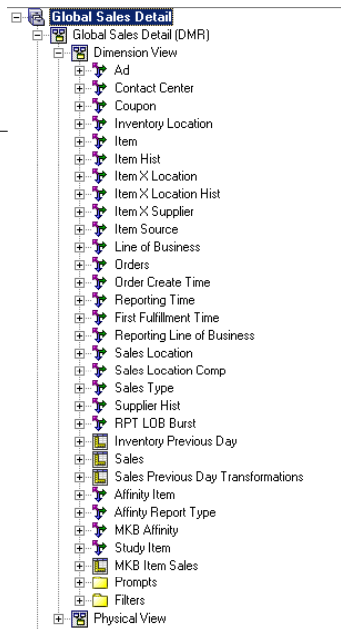 Global Sales Detail
Global Sales Detail (DMR)
Dimension View
Ad
Contact Center
Coupon
Inventory Location
Item
Item Hist
Item X Location
Item X Location Hist
Item X Supplier
Item Source
Line of Business
Orders
Order Create Time
Reporting Time
First Fulfillment Time
Reporting Line of Business
Sales Location
Sales Location Comp
Sales Type
Supplier Hist
RPT LOB Burst
Inventory Previous Day
Sales
Sales Previous Day Transformations
Affinity Item
Affinty Report Type
MKB Affinity
Study Item
MKB Item Sales
Prompts
Filters
Physical View